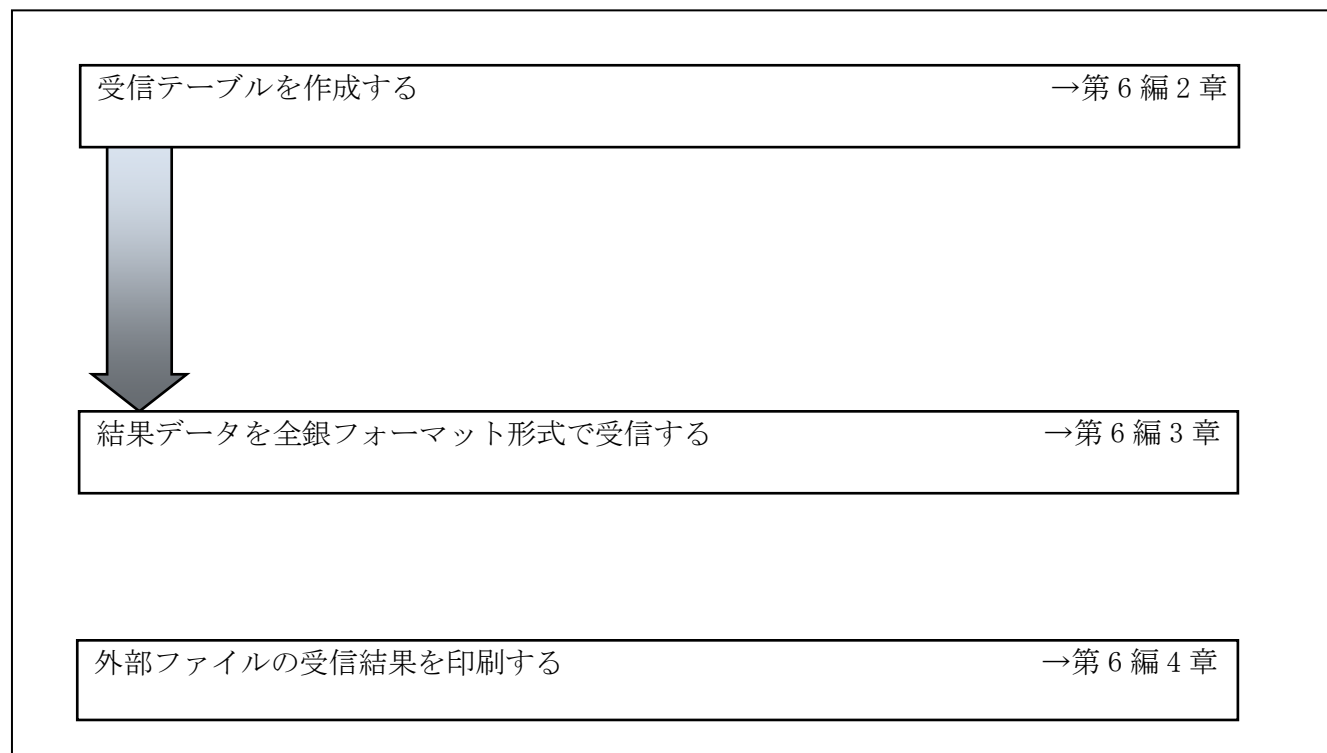 受信テーブルを作成する →第6編2章
結果データを全銀フォーマット形式で受信する →第6編3章
外部ファイルの受信結果を印刷する →第6編4章